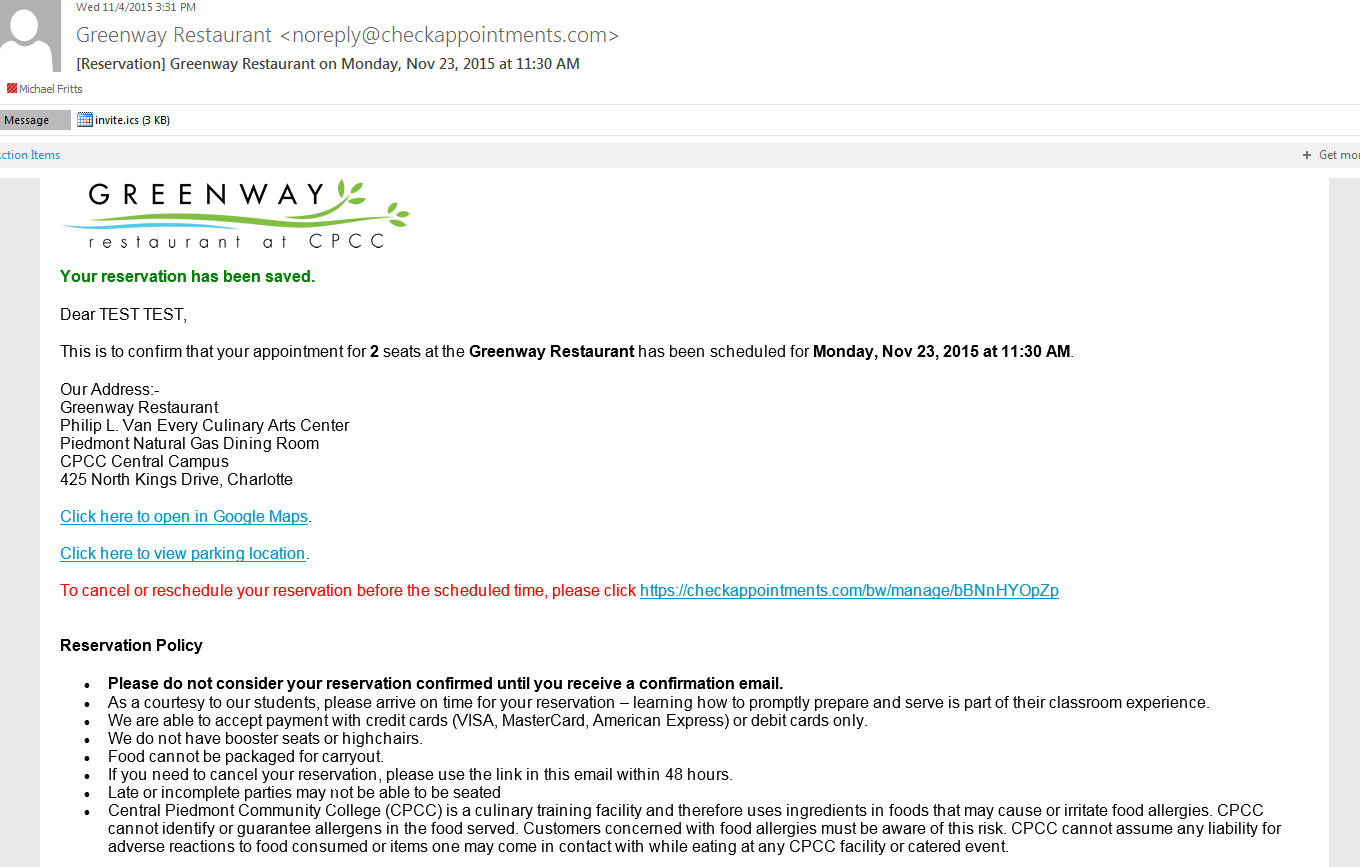 Wed 11/4/2015 3:31 PM
Greenway Restaurant <noreply@checkappointments.com>
[Reservation] Greenway Restaurant on Monday, Nov 23, 2015 at 11:30 AM
Michael Fritts
Message
invite.ics (3 KB)
ction Items
+ Get mor
GREENWAY
restaurant at CPCC
Your reservation has been saved.
Dear TEST TEST,
This is to confirm that your appointment for 2 seats at the Greenway Restaurant has been scheduled for Monday, Nov 23, 2015 at 11:30 AM.
Our Address:-
Greenway Restaurant
Philip L. Van Every Culinary Arts Center
Piedmont Natural Gas Dining Room
CPCC Central Campus
425 North Kings Drive, Charlotte
Click here to open in Google Maps.
Click here to view parking location.
To cancel or reschedule your reservation before the scheduled time, please click https://checkappointments.com/bw/manage/bBNnHYOpZp
Reservation Policy
• Please do not consider your reservation confirmed until you receive a confirmation email.
• As a courtesy to our students, please arrive on time for your reservation – learning how to promptly prepare and serve is part of their classroom experience.
• We are able to accept payment with credit cards (VISA, MasterCard, American Express) or debit cards only.
• We do not have booster seats or highchairs.
• Food cannot be packaged for carryout.
• If you need to cancel your reservation, please use the link in this email within 48 hours.
• Late or incomplete parties may not be able to be seated
• Central Piedmont Community College (CPCC) is a culinary training facility and therefore uses ingredients in foods that may cause or irritate food allergies. CPCC
cannot identify or guarantee allergens in the food served. Customers concerned with food allergies must be aware of this risk. CPCC cannot assume any liability for
adverse reactions to food consumed or items one may come in contact with while eating at any CPCC facility or catered event.